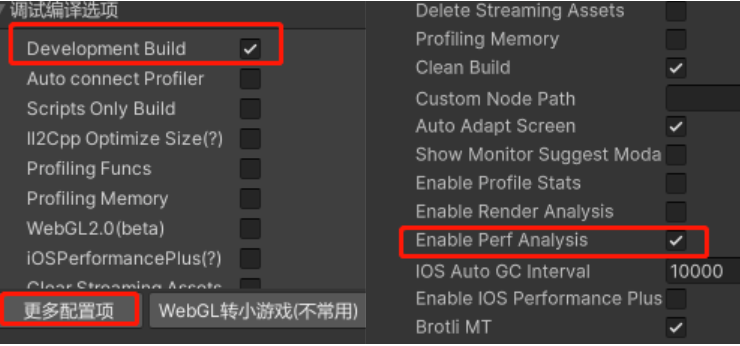 调试编译选项
Development Build
Auto connect Profiler
Scripts Only Build
Il2Cpp Optimize Size(?)
Profiling Funcs
Profiling Memory
WebGL2.0(beta)
iOSPerformancePlus(?)
Clear Streaming Assets
更多配置项
WebGL转小游戏(不常用)
Delete Streaming Assets
Profiling Memory
Clean Build
Custom Node Path
Auto Adapt Screen
Show Monitor Suggest Moda
Enable Profile Stats
Enable Render Analysis
Enable Perf Analysis
IOS Auto GC Interval 10000
Enable IOS Performance Plus
Brotli MT